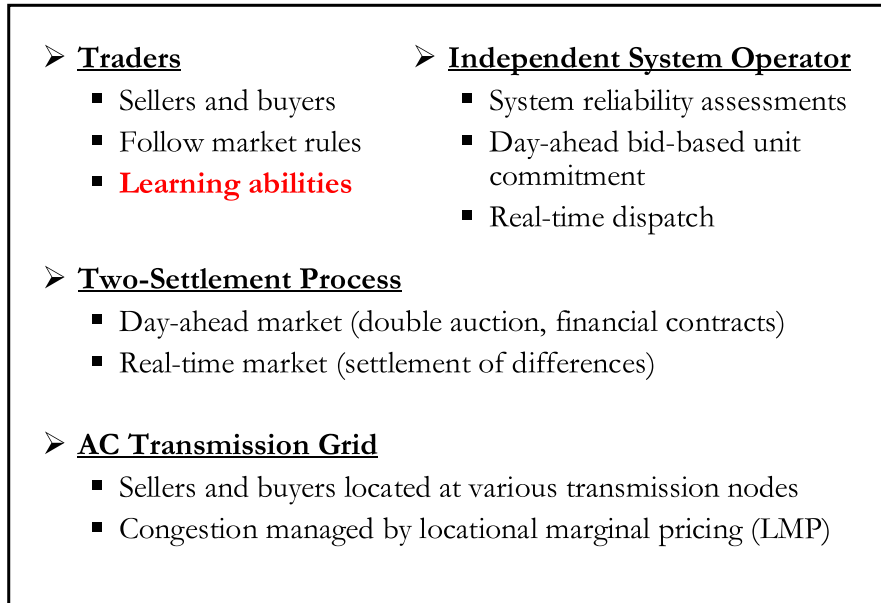 ➢ Traders
▪ Sellers and buyers
▪ Follow market rules
▪ Learning abilities
➢ Independent System Operator
▪ System reliability assessments
▪ Day-ahead bid-based unit
commitment
▪ Real-time dispatch
➢ Two-Settlement Process
▪ Day-ahead market (double auction, financial contracts)
▪ Real-time market (settlement of differences)
➢ AC Transmission Grid
▪ Sellers and buyers located at various transmission nodes
▪ Congestion managed by locational marginal pricing (LMP)